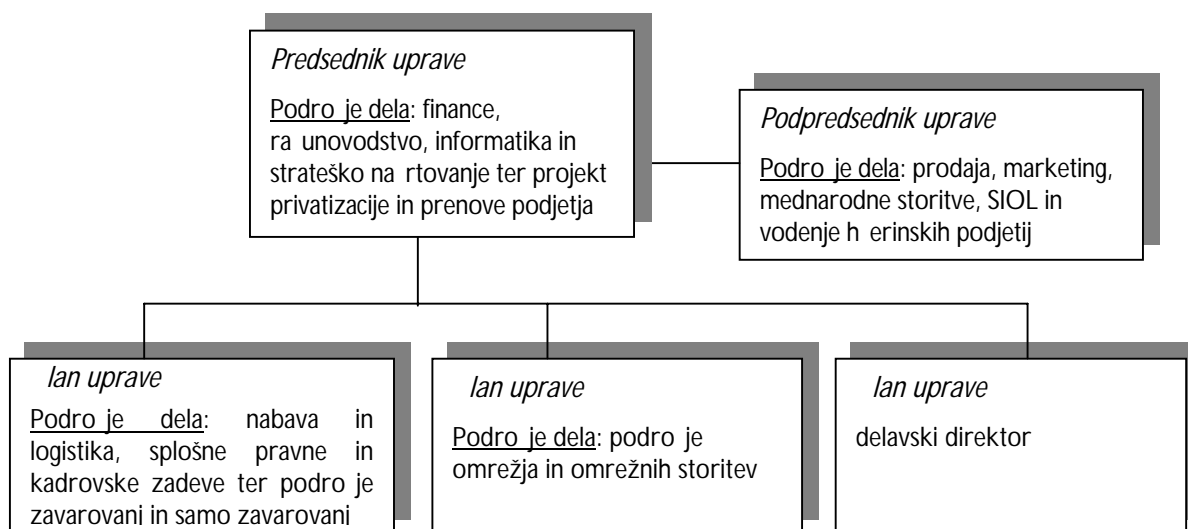 Predsednik uprave
Podro je dela: finance,
ra unovodstvo, informatika in
strateško na rtovanje ter projekt
privatizacije in prenove podjetja
Podpredsednik uprave
Podro je dela: prodaja, marketing,
mednarodne storitve, SIOL in
vodenje h erinskih podjetij
lan uprave
Podro je dela: nabava in
logistika, splošne pravne in
kadrovske zadeve ter podro je
zavarovanj in samo zavarovanj
lan uprave
Podro je dela: podro je
omrežja in omrežnih storitev
lan uprave
delavski direktor